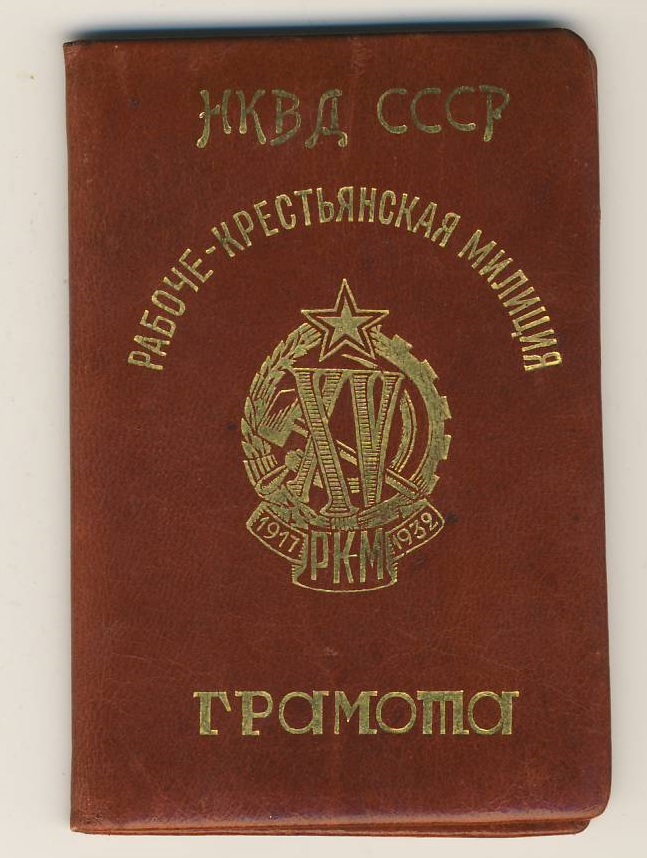 НКВД СССР
РАБОЧЕ-КРЕСТЬЯНСКАЯ МИЛИЦИЯ
XV
1917 РКМ 1932
ГРАМОТА